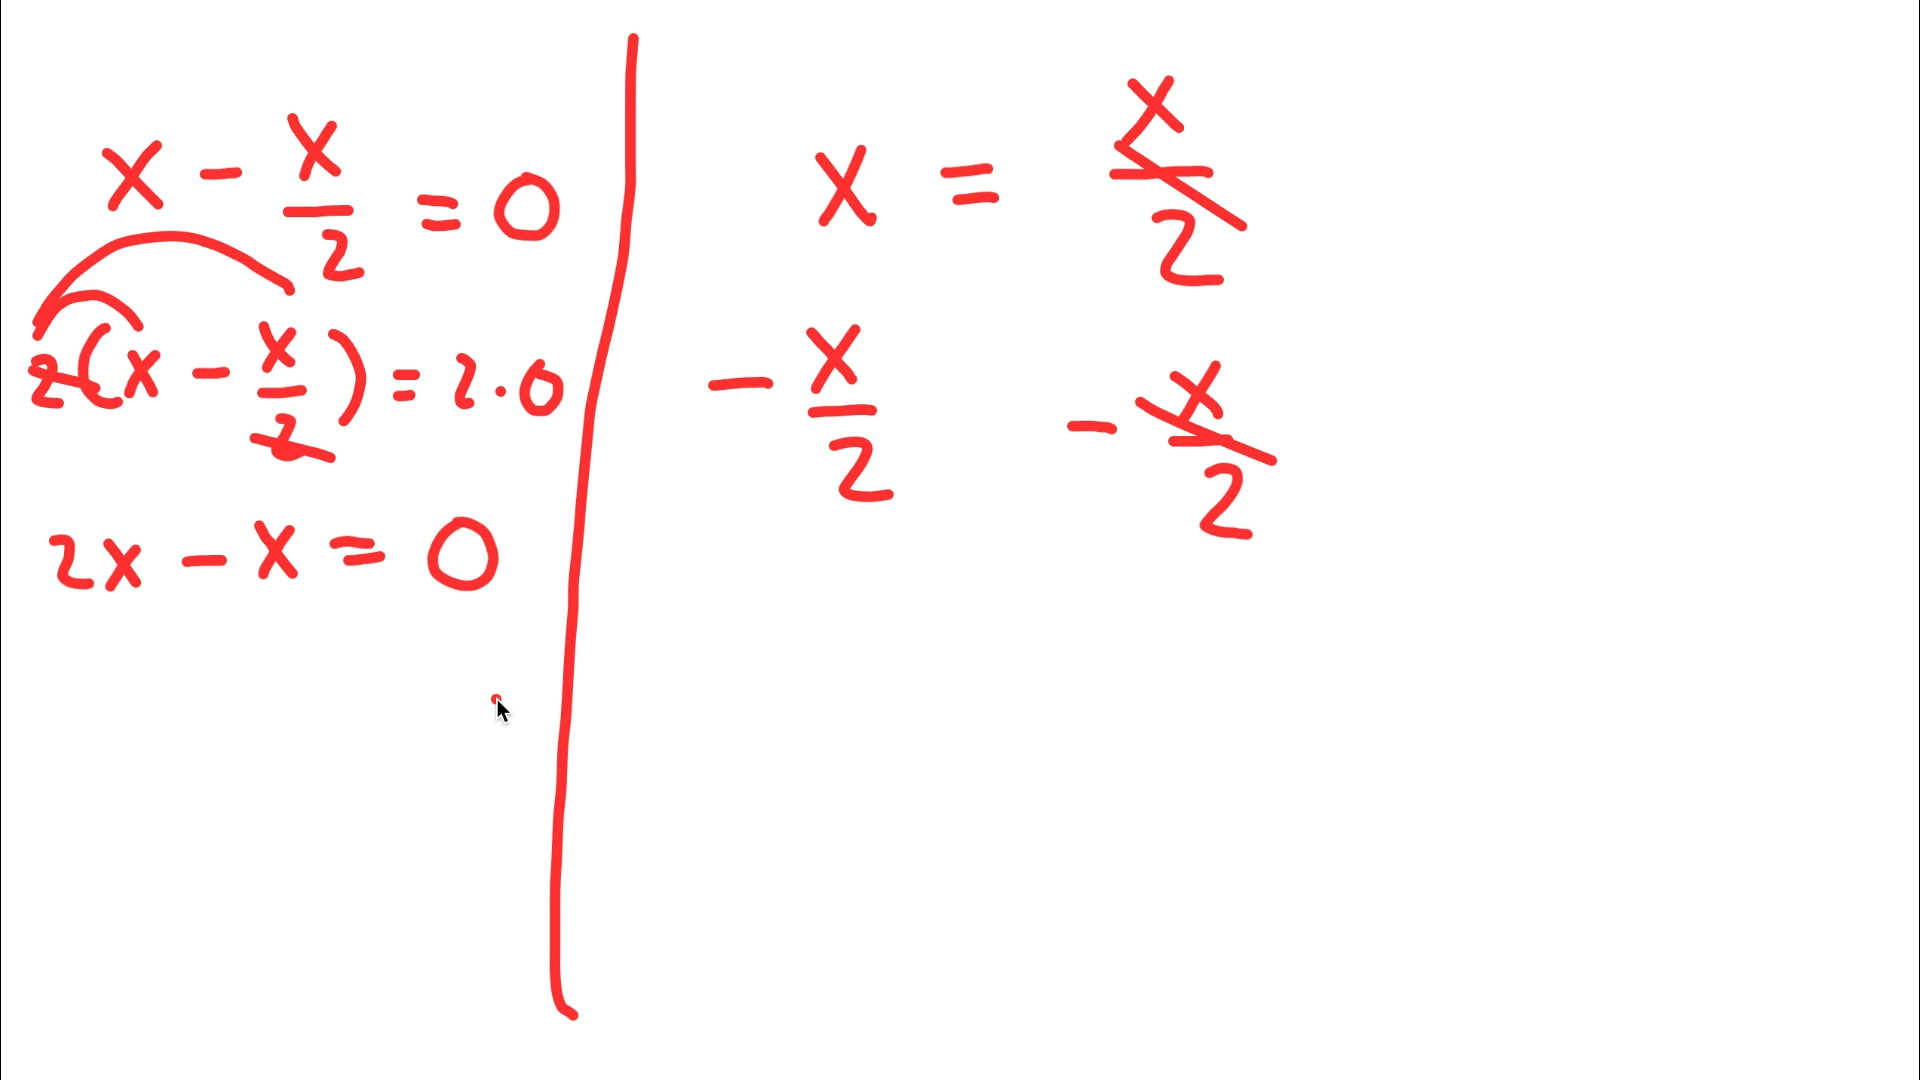 x - x/2 = 0
2(x - x/2) = 2·0
2x - x = 0
x = x/2
- x/2 - x/2